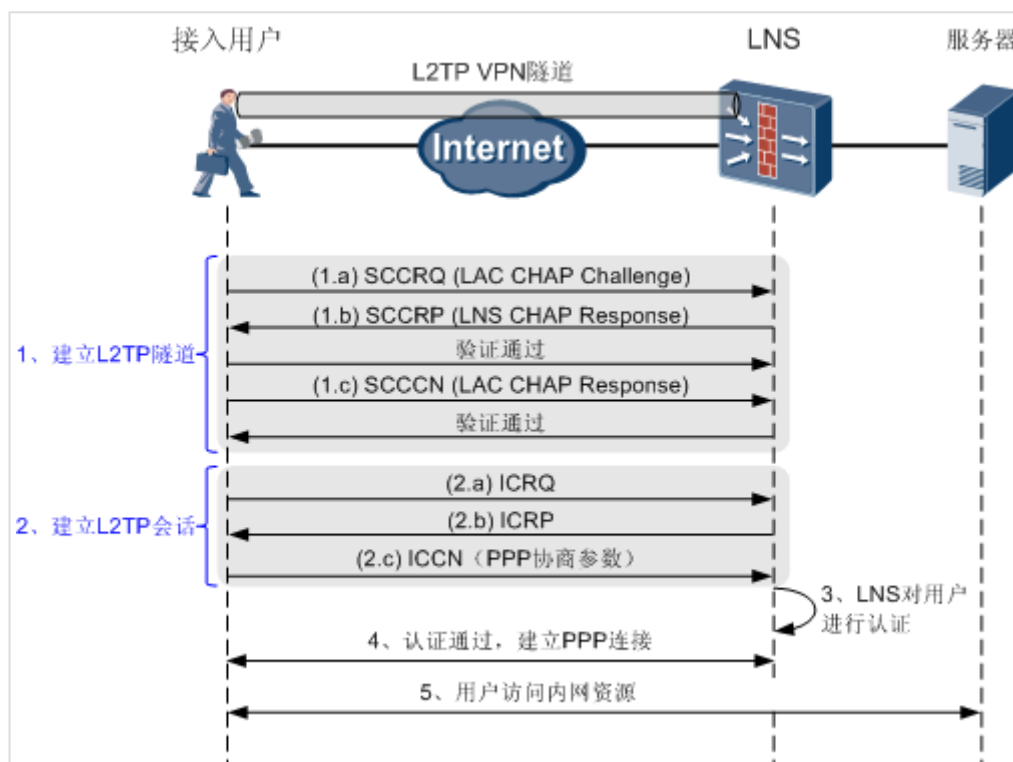 接入用户
LNS
服务器
L2TP VPN隧道
Internet
(1.a) SCCRQ (LAC CHAP Challenge)
(1.b) SCCRP (LNS CHAP Response)
1、建立L2TP隧道
验证通过
(1.c) SCCCN (LAC CHAP Response)
验证通过
(2.a) ICRQ
2、建立L2TP会话
(2.b) ICRP
(2.c) ICCN（PPP协商参数）
3、LNS对用户
进行认证
4、认证通过，建立PPP连接
5、用户访问内网资源